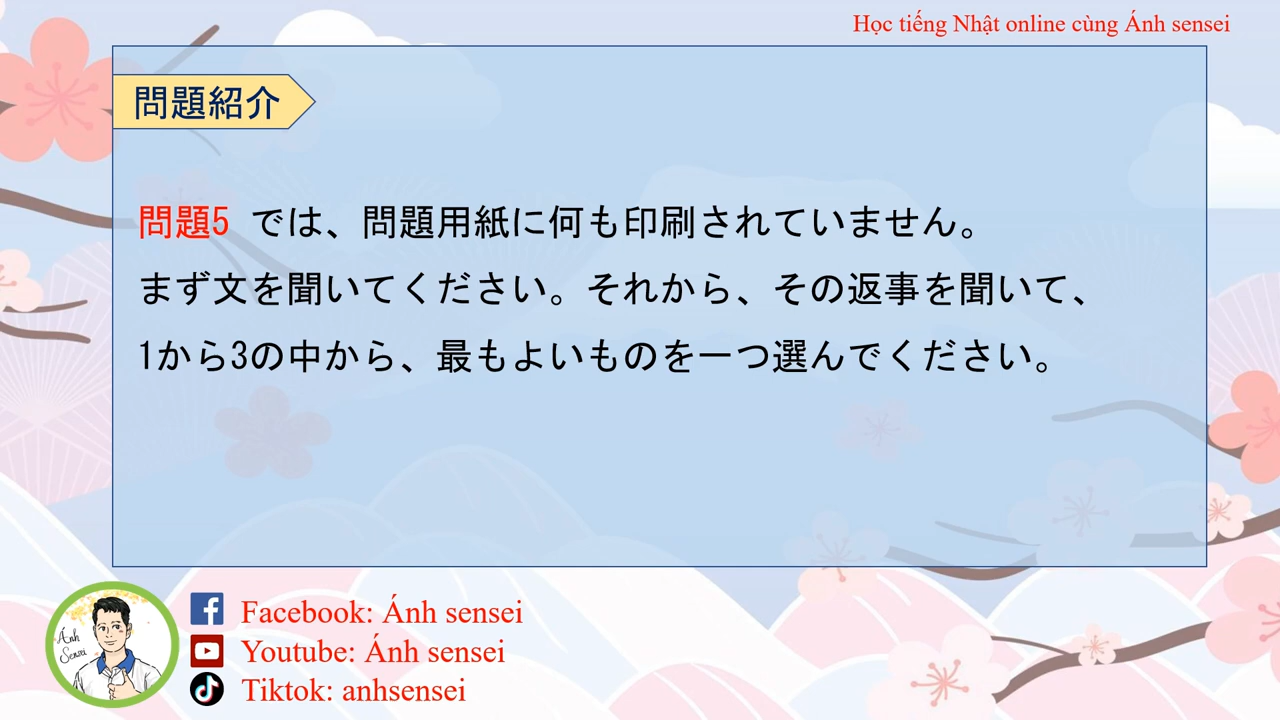 Học tiếng Nhật online cùng Ánh sensei
問題紹介
問題5 では、問題用紙に何も印刷されていません。
まず文を聞いてください。それから、その返事を聞いて、
1から3の中から、最もよいものを一つ選んでください。
Ánh
Sensei
Facebook: Ánh sensei
Youtube: Ánh sensei
Tiktok: anhsensei